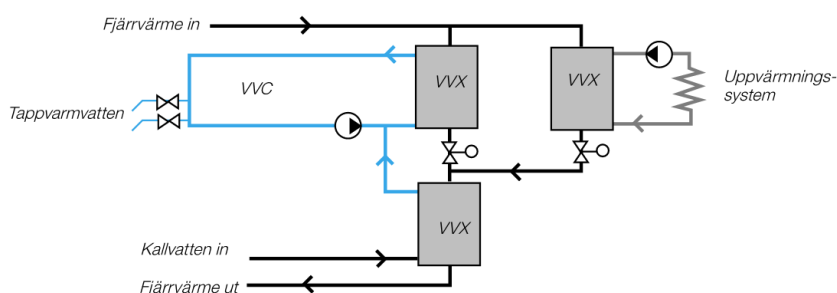 Fjärrvärme in
VVX
VVX
VVC
Uppvärmnings-
system
Tappvarmvatten
VVX
Kallvatten in
Fjärrvärme ut